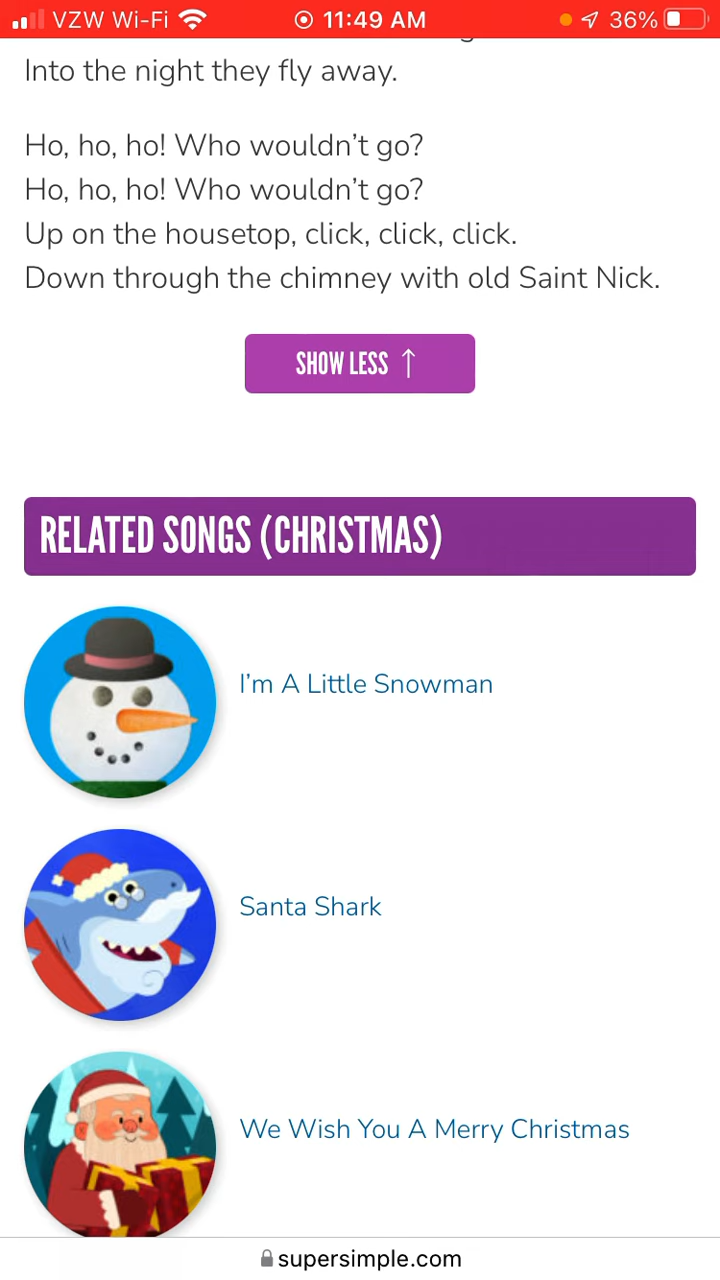 VZW Wi-Fi 11:49 AM 36%
Into the night they fly away.
Ho, ho, ho! Who wouldn’t go?
Ho, ho, ho! Who wouldn’t go?
Up on the housetop, click, click, click.
Down through the chimney with old Saint Nick.
SHOW LESS ↑
RELATED SONGS (CHRISTMAS)
I’m A Little Snowman
Santa Shark
We Wish You A Merry Christmas
supersimple.com